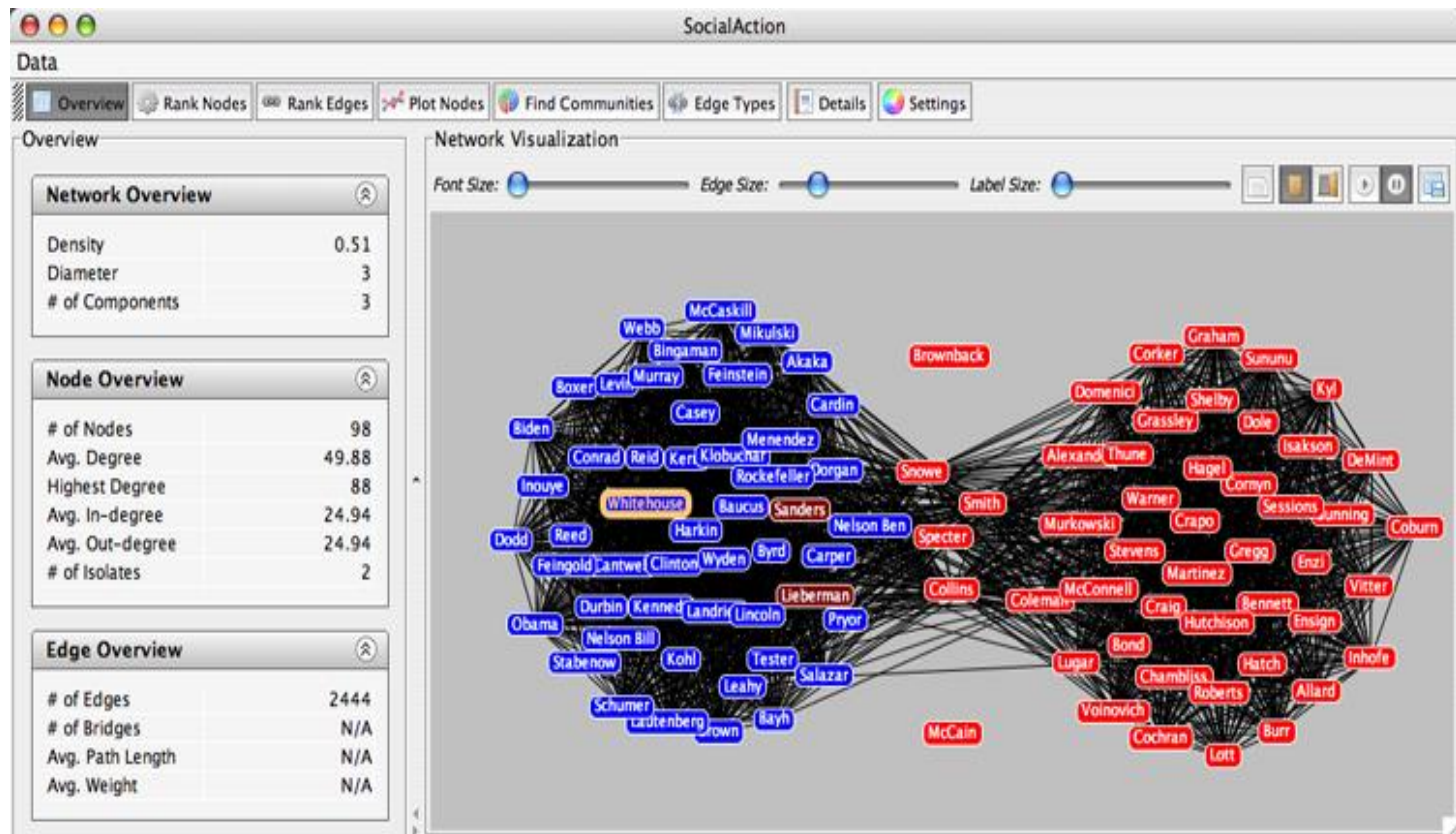 SocialAction
Data
Overview Rank Nodes Rank Edges Plot Nodes Find Communities Edge Types Details Settings
Overview
Network Overview
Density 0.51
Diameter 3
# of Components 3
Node Overview
# of Nodes 98
Avg. Degree 49.88
Highest Degree 88
Avg. In-degree 24.94
Avg. Out-degree 24.94
# of Isolates 2
Edge Overview
# of Edges 2444
# of Bridges N/A
Avg. Path Length N/A
Avg. Weight N/A
Network Visualization
Font Size: Edge Size: Label Size:
McCaskill
Webb
Mikulski
Bingaman
Akaka
Boxer
Levin
Murray
Feinstein
Casey
Cardin
Biden
Menendez
Conrad
Reid
Klobuchar
Rockefeller
Dorgan
Inouye
Whitehouse
Baucus
Sanders
Nelson Ben
Harkin
Dodd
Reed
Feingold
Clinton
Wyden
Byrd
Carper
Lieberman
Durbin
Lincoln
Pryor
Obama
Nelson Bill
Stabenow
Kohl
Tester
Salazar
Leahy
Schumer
Lautenberg
Bayh
Brownback
Snowe
Smith
Specter
Collins
McCain
Graham
Corker
Sununu
Domenici
Kyl
Shelby
Grassley
Dole
Isakson
DeMint
Thune
Hagel
Cornyn
Warner
Sessions
Murkowski
Crapo
Coburn
Stevens
Gregg
Enzi
Martinez
Vitter
Coleman
McConnell
Craig
Bennett
Hutchison
Ensign
Bond
Lugar
Hatch
Inhofe
Chambliss
Roberts
Allard
Voinovich
Cochran
Burr
Lott